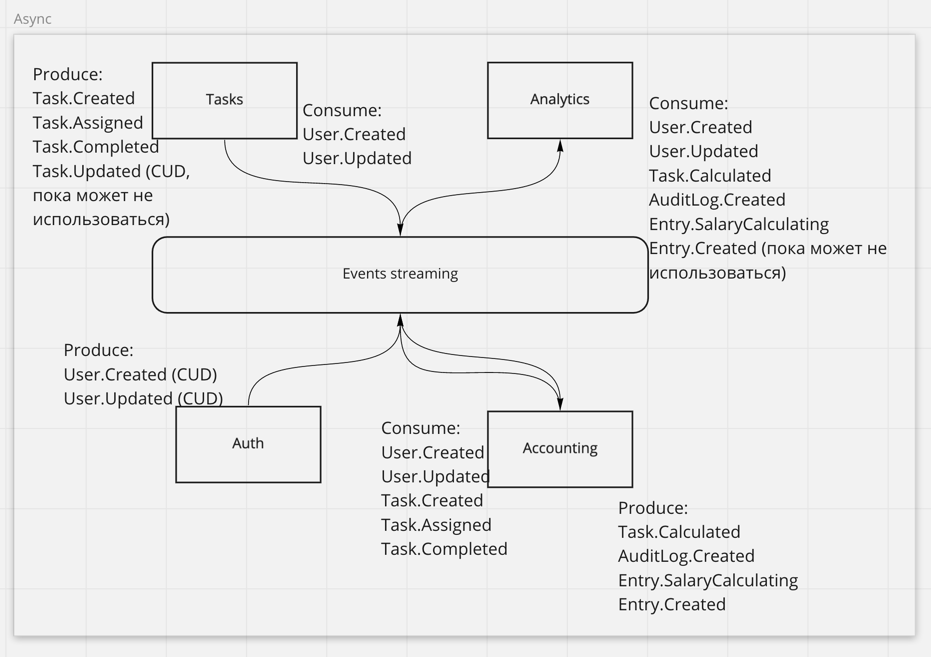 Async
Produce:
Task.Created
Task.Assigned
Task.Completed
Task.Updated (CUD,
пока может не
использоваться)
Tasks
Consume:
User.Created
User.Updated
Analytics
Consume:
User.Created
User.Updated
Task.Calculated
AuditLog.Created
Entry.SalaryCalculating
Entry.Created (пока может не
использоваться)
Events streaming
Produce:
User.Created (CUD)
User.Updated (CUD)
Auth
Consume:
User.Created
User.Updated
Task.Created
Task.Assigned
Task.Completed
Accounting
Produce:
Task.Calculated
AuditLog.Created
Entry.SalaryCalculating
Entry.Created